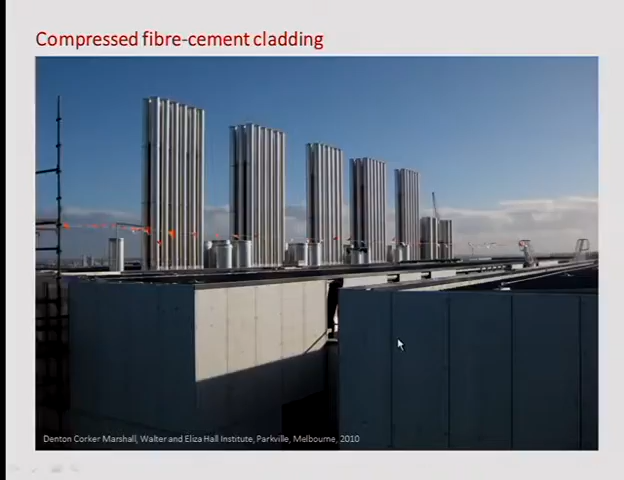 Compressed fibre-cement cladding
Denton Corker Marshall, Walter and Eliza Hall Institute, Parkville, Melbourne, 2010